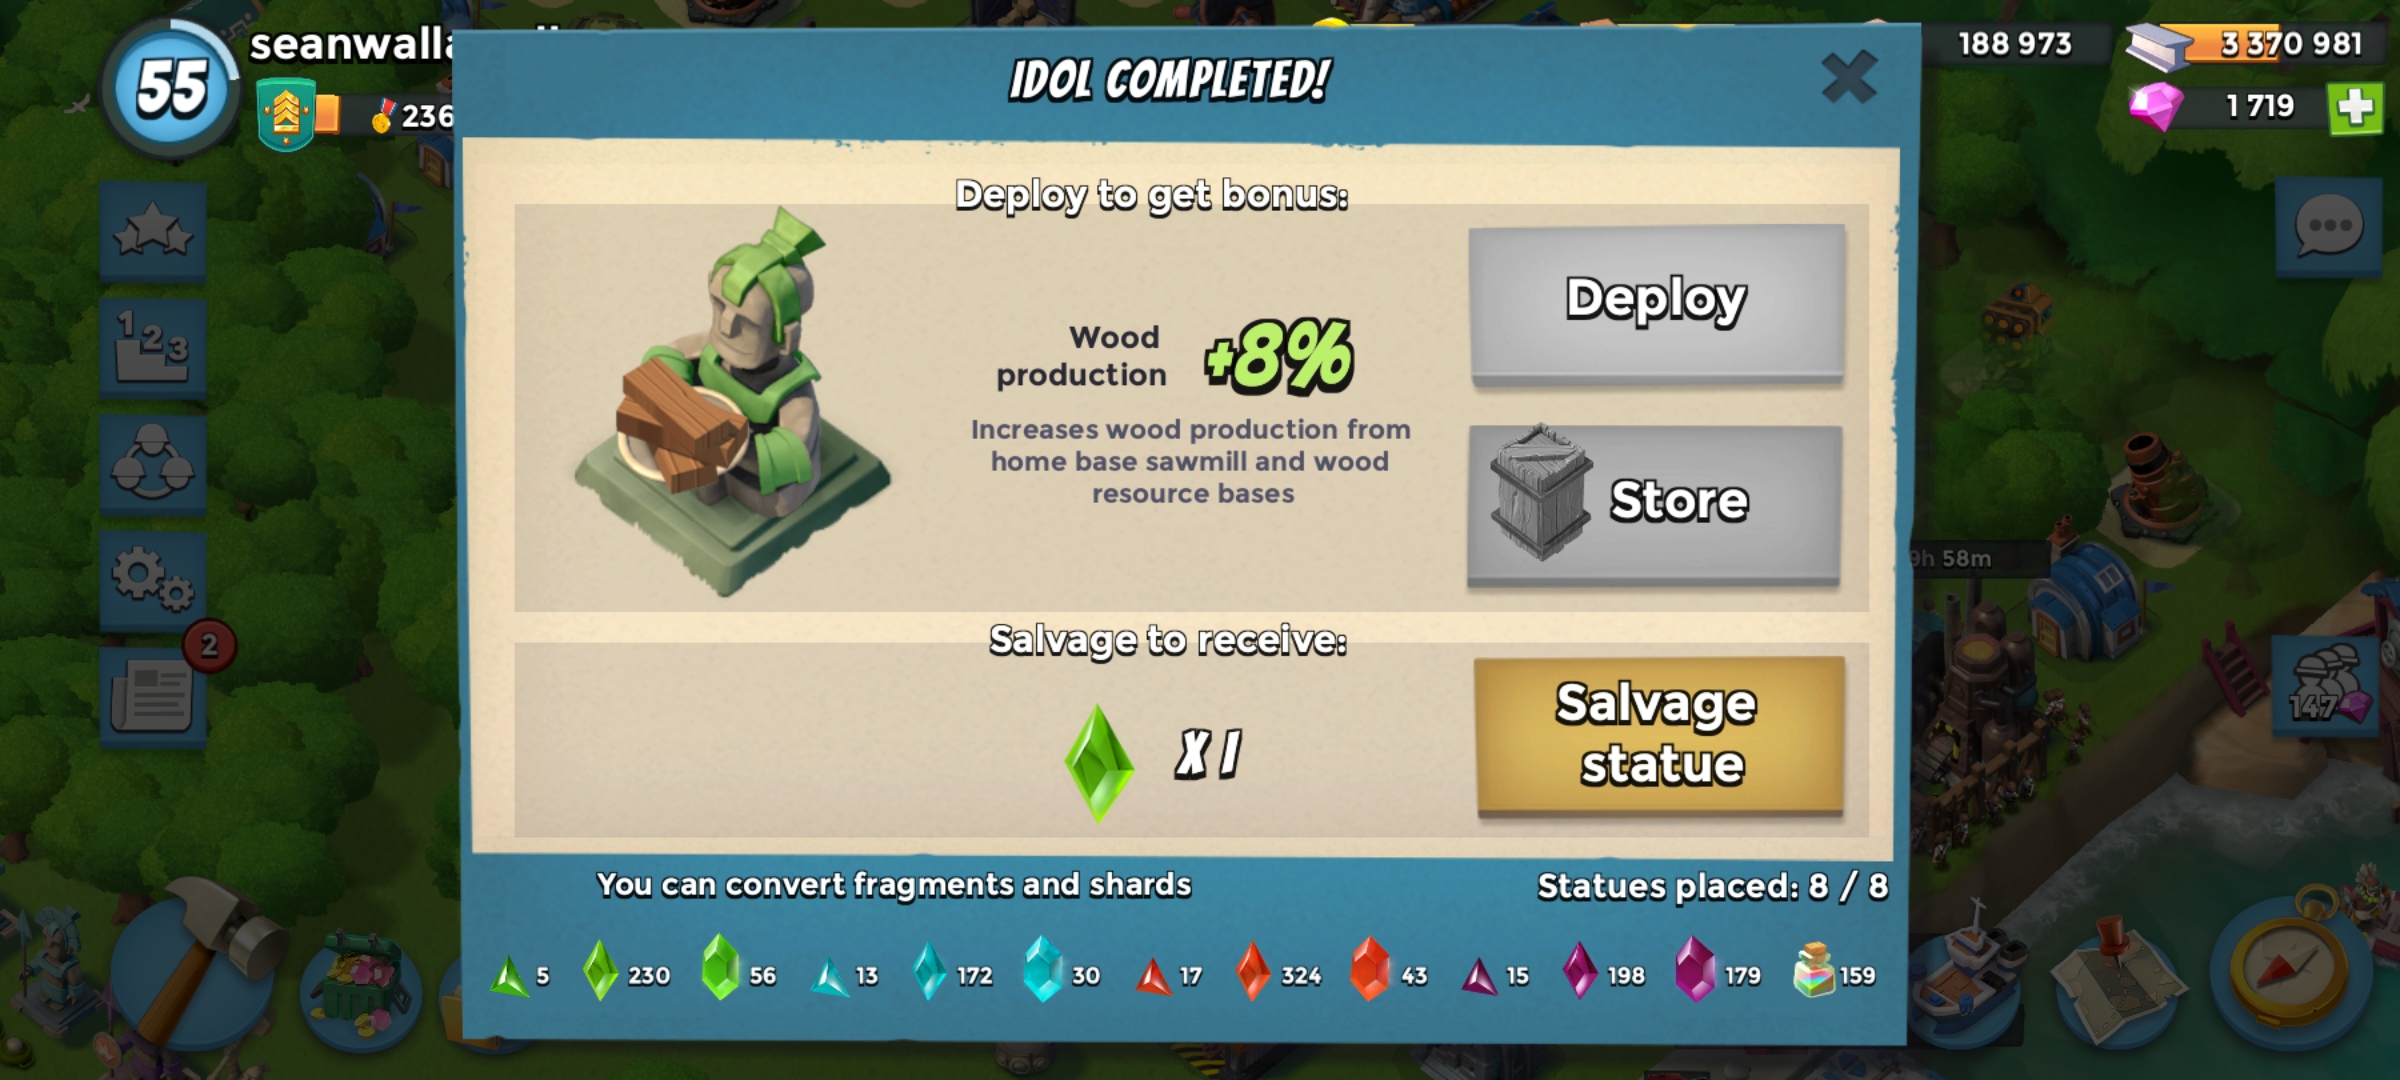 55
236
IDOL COMPLETED!
188 973
3 370 981
1 719
Deploy to get bonus:
Wood
production
+8%
Increases wood production from
home base sawmill and wood
resource bases
Deploy
Store
1 2 3
9h 58m
2
147
Salvage to receive:
X 1
Salvage
statue
You can convert fragments and shards
Statues placed: 8 / 8
5 230 56 13 172 30 17 324 43 15 198 179 159